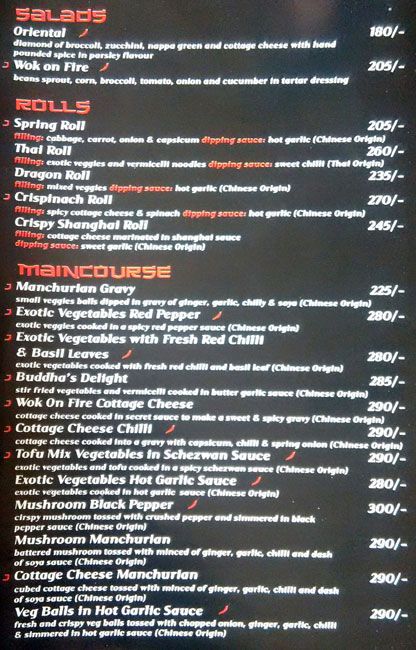 SALADS
Oriental 180/-
diamond of broccoli, zucchini, nappa green and cottage cheese with hand
pounded spice in parsley flavour
Wok on Fire 205/-
beans sprout, corn, broccoli, tomato, onion and cucumber in tartar dressing
ROLLS
Spring Roll 205/-
filling: cabbage, carrot, onion & capsicum dipping sauce: hot garlic (Chinese Origin)
Thai Roll 260/-
filling: exotic veggies and vermicelli noodles dipping sauce: sweet chilli (Thai Origin)
Dragon Roll 235/-
filling: mixed veggies dipping sauce: hot garlic (Chinese Origin)
Crispinach Roll 270/-
filling: spicy cottage cheese & spinach dipping sauce: hot garlic (Chinese Origin)
Crispy Shanghai Roll 245/-
filling: cottage cheese marinated in shanghai sauce
dipping sauce: sweet garlic (Chinese Origin)
MAINCOURSE
Manchurian Gravy 225/-
small veggies balls dipped in gravy of ginger, garlic, chilly & soya (Chinese Origin)
Exotic Vegetables Red Pepper 280/-
exotic veggies cooked in a spicy red pepper sauce (Chinese Origin)
Exotic Vegetables with Fresh Red Chilli
& Basil Leaves 280/-
exotic vegetables cooked with fresh red chilli and basil leaf (Chinese Origin)
Buddha's Delight 285/-
stir fried vegetables and vermicelli cooked in butter garlic sauce (Chinese Origin)
Wok On Fire Cottage Cheese 290/-
cottage cheese cooked in secret sauce to make a sweet & spicy gravy (Chinese Origin)
Cottage Cheese Chilli 290/-
cottage cheese cooked into a gravy with capsicum, chilli & spring onion (Chinese Origin)
Tofu Mix Vegetables in Schezwan Sauce 290/-
exotic vegetables and tofu cooked in a spicy schezwan sauce (Chinese Origin)
Exotic Vegetables Hot Garlic Sauce 280/-
exotic vegetables cooked in hot garlic sauce (Chinese Origin)
Mushroom Black Pepper 300/-
cirspy mushroom tossed with crushed pepper and simmered in black
pepper sauce (Chinese Origin)
Mushroom Manchurian 290/-
battered mushroom tossed with minced of ginger, garlic, chilli and dash
of soya sauce (Chinese Origin)
Cottage Cheese Manchurian 290/-
cubed cottage cheese tossed with minced of ginger, garlic, chilli and dash
of soya sauce (Chinese Origin)
Veg Balls in Hot Garlic Sauce 290/-
fresh and crispy veg balls tossed with chopped onion, ginger, garlic, chilli
& simmered in hot garlic sauce (Chinese Origin)